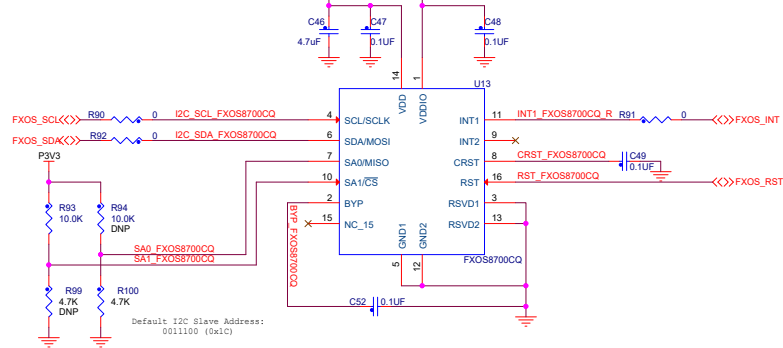 C46
4.7uF
C47
0.1UF
C48
0.1UF
14
1
U13
VDD
VDDIO
FXOS_SCL
R90
0
I2C_SCL_FXOS8700CQ
4
SCL/SCLK
INT1
11
INT1_FXOS8700CQ_R
R91
0
FXOS_INT
FXOS_SDA
R92
0
I2C_SDA_FXOS8700CQ
6
SDA/MOSI
INT2
9
P3V3
7
SA0/MISO
CRST
8
CRST_FXOS8700CQ
C49
0.1UF
10
SA1/CS
RST
16
RST_FXOS8700CQ
FXOS_RST
2
BYP
RSVD1
3
15
NC_15
RSVD2
13
R93
10.0K
R94
10.0K
DNP
BYP_FXOS8700CQ
GND1
GND2
SA0_FXOS8700CQ
SA1_FXOS8700CQ
5
12
FXOS8700CQ
R99
4.7K
DNP
R100
4.7K
C52
0.1UF
Default I2C Slave Address:
0011100 (0x1C)